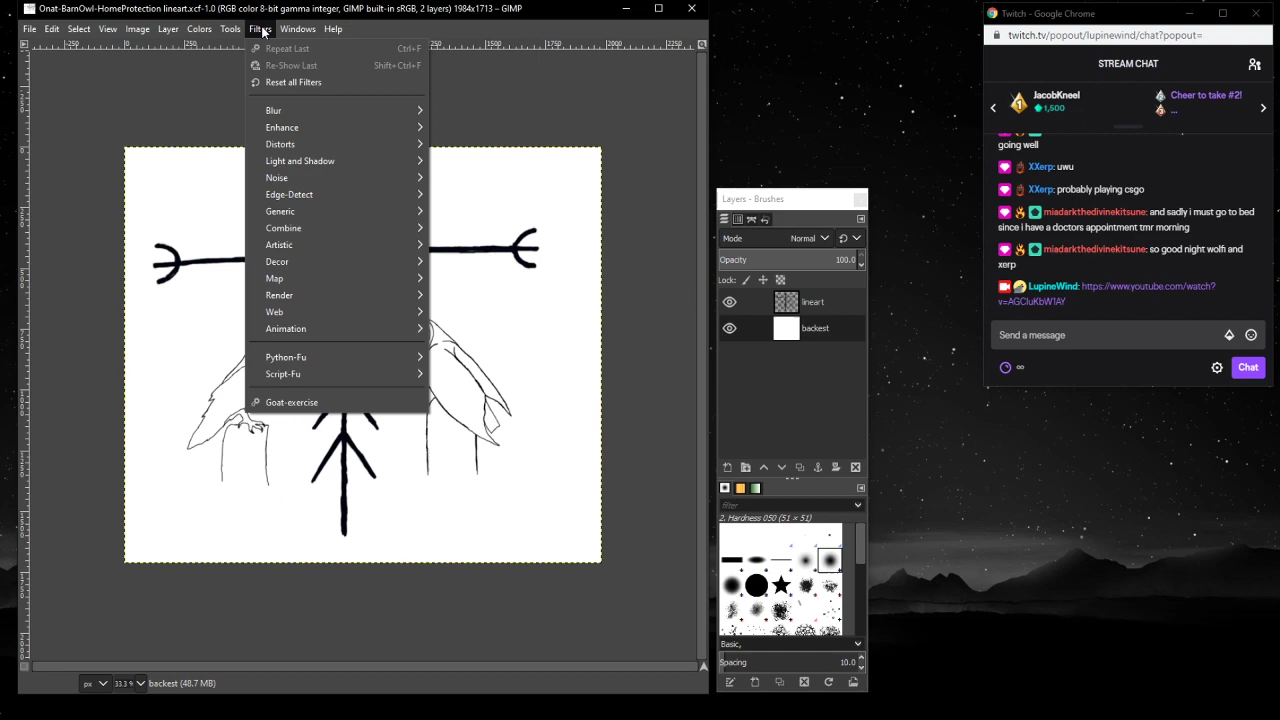 Onat-BarnOwl-HomeProtection lineart.xcf-1.0 (RGB color 8-bit gamma integer, GIMP built-in sRGB, 2 layers) 1984x1713 – GIMP
File Edit Select View Image Layer Colors Tools Filters Windows Help
Repeat Last Ctrl+F
Re-Show Last Shift+Ctrl+F
Reset all Filters
Blur
Enhance
Distorts
Light and Shadow
Noise
Edge-Detect
Generic
Combine
Artistic
Decor
Map
Render
Web
Animation
Python-Fu
Script-Fu
Goat-exercise
px 33.3 % backest (48.7 MB)
Layers - Brushes
Mode Normal
Opacity 100.0
Lock:
lineart
backest
filter
2. Hardness 050 (51 × 51)
Basic,
Spacing 10.0
Twitch - Google Chrome
twitch.tv/popout/lupinewind/chat?popout=
STREAM CHAT
1 JacobKneel
1,500
Cheer to take #2!
...
going well
XXerp: uwu
XXerp: probably playing csgo
miadarkthedivinekitsune: and sadly i must go to bed
since i have a doctors appointment tmr morning
miadarkthedivinekitsune: so good night wolfi and
xerp
LupineWind: https://www.youtube.com/watch?
v=AGCluKbW1AY
Send a message
∞
Chat